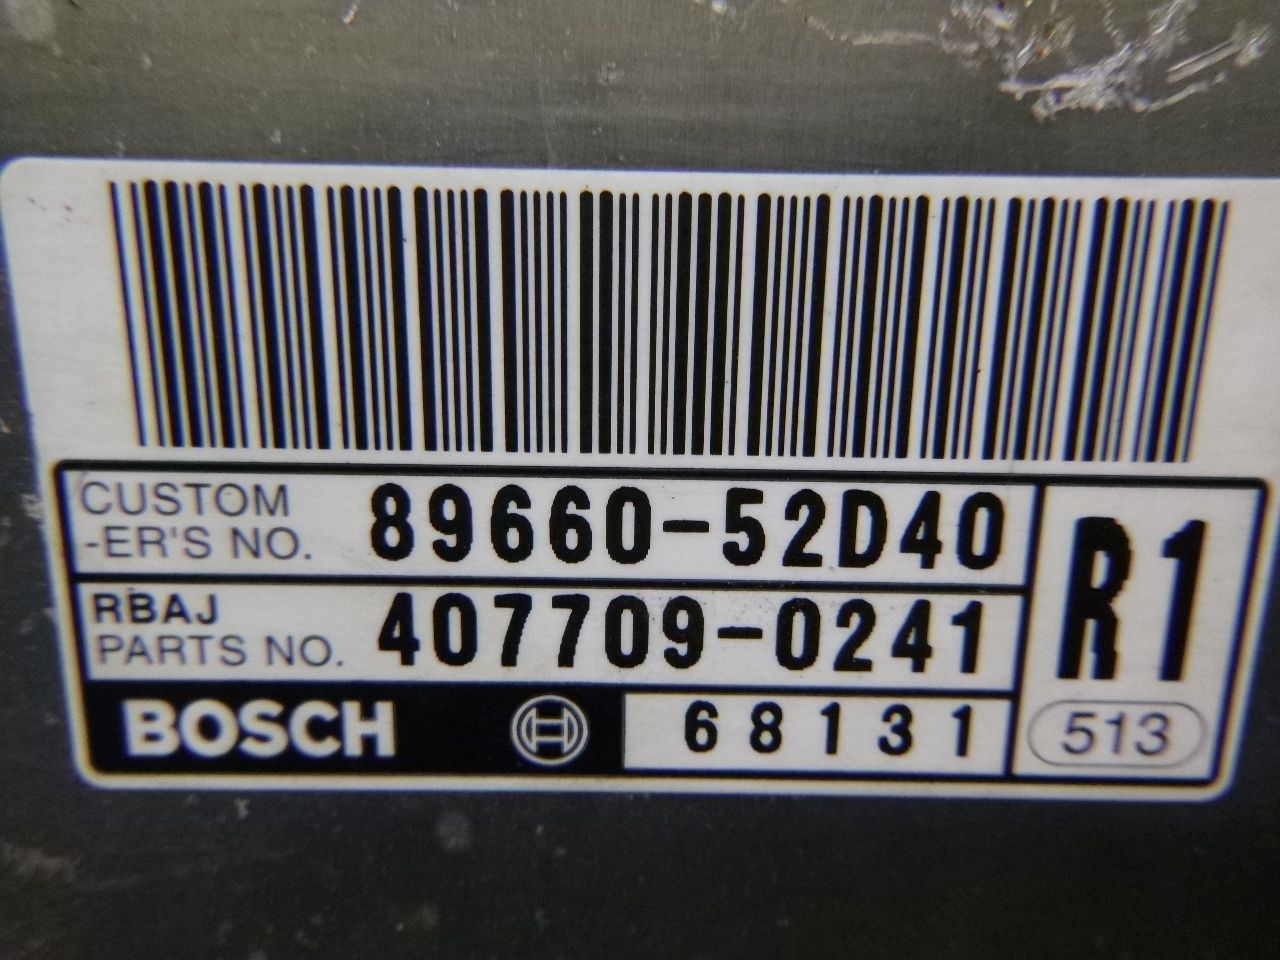 CUSTOM
-ER'S NO. 89660-52D40
R1
RBAJ
PARTS NO. 407709-0241
BOSCH 68131
513